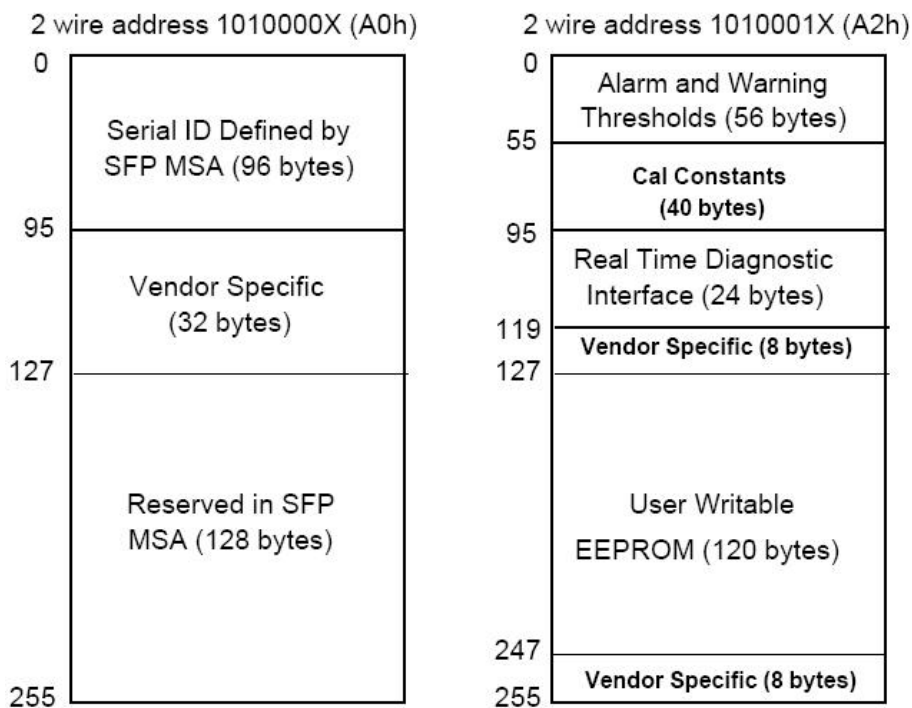 2 wire address 1010000X (A0h)
0
Serial ID Defined by
SFP MSA (96 bytes)
95
Vendor Specific
(32 bytes)
127
Reserved in SFP
MSA (128 bytes)
255
2 wire address 1010001X (A2h)
0
Alarm and Warning
Thresholds (56 bytes)
55
Cal Constants
(40 bytes)
95
Real Time Diagnostic
Interface (24 bytes)
119
Vendor Specific (8 bytes)
127
User Writable
EEPROM (120 bytes)
247
Vendor Specific (8 bytes)
255